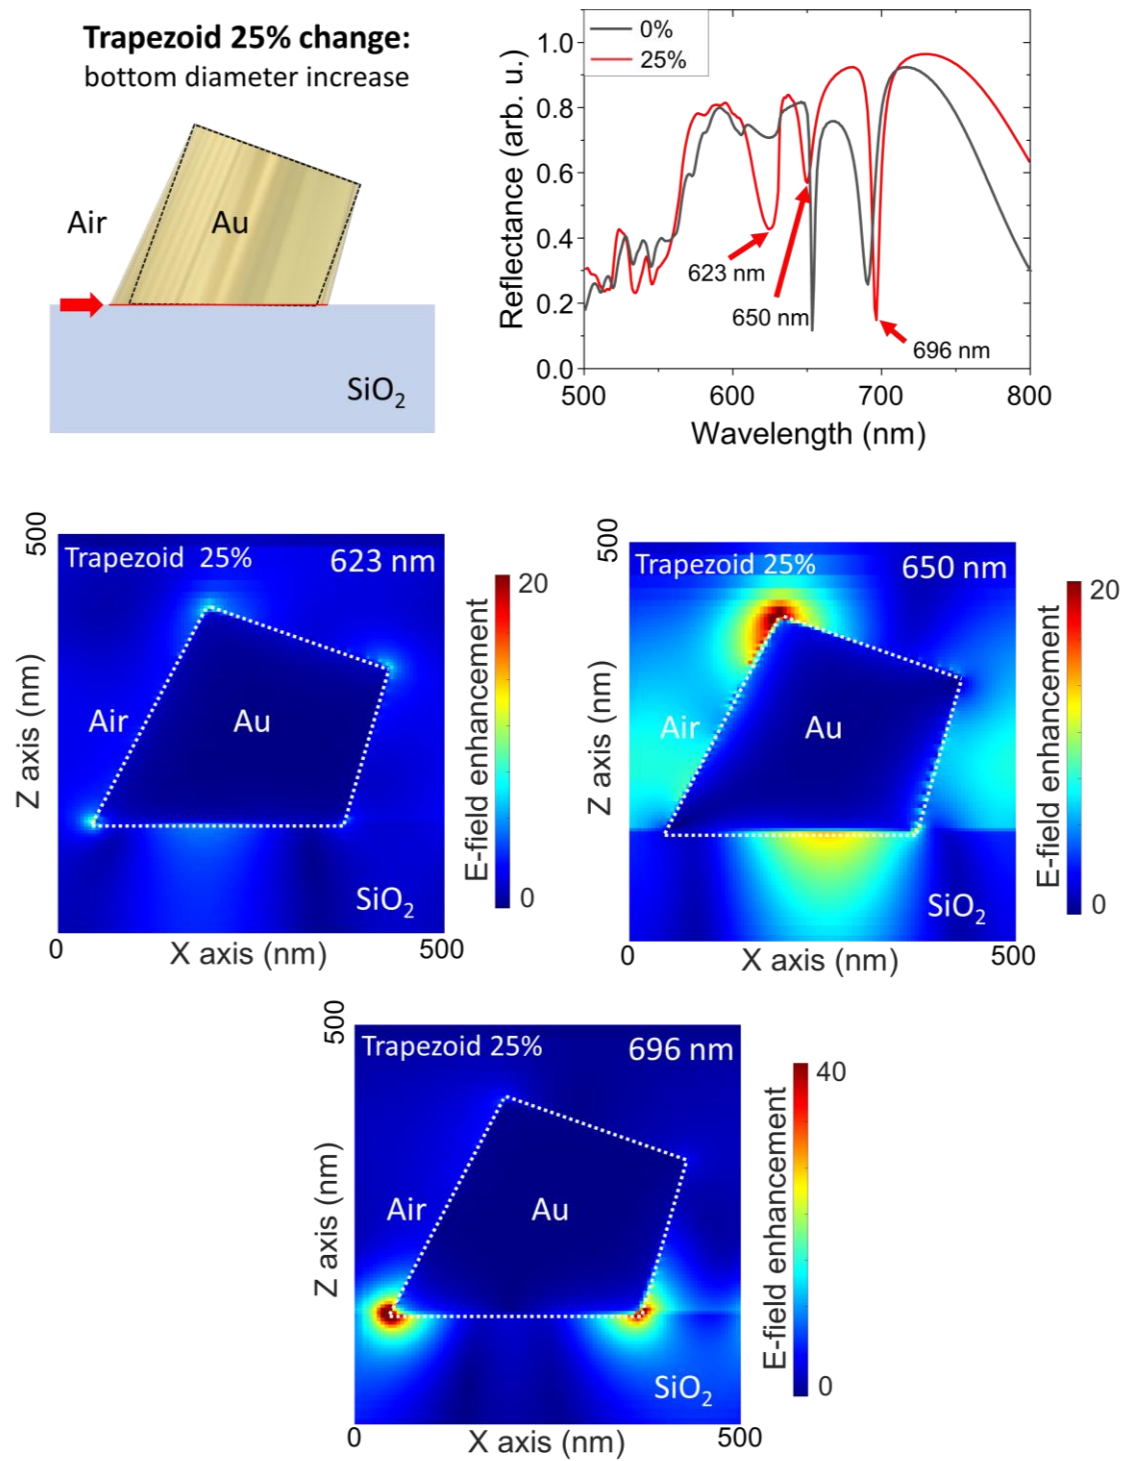 Trapezoid 25% change:
bottom diameter increase
Air
Au
SiO₂
Reflectance (arb. u.)
1.0
0.8
0.6
0.4
0.2
0.0
0%
25%
623 nm
650 nm
696 nm
500
600
700
800
Wavelength (nm)
500
Z axis (nm)
Trapezoid 25%
623 nm
Air
Au
SiO₂
0
500
X axis (nm)
E-field enhancement
20
0
500
Z axis (nm)
Trapezoid 25%
650 nm
Air
Au
SiO₂
0
500
X axis (nm)
E-field enhancement
20
0
500
Z axis (nm)
Trapezoid 25%
696 nm
Air
Au
SiO₂
0
500
X axis (nm)
E-field enhancement
40
0